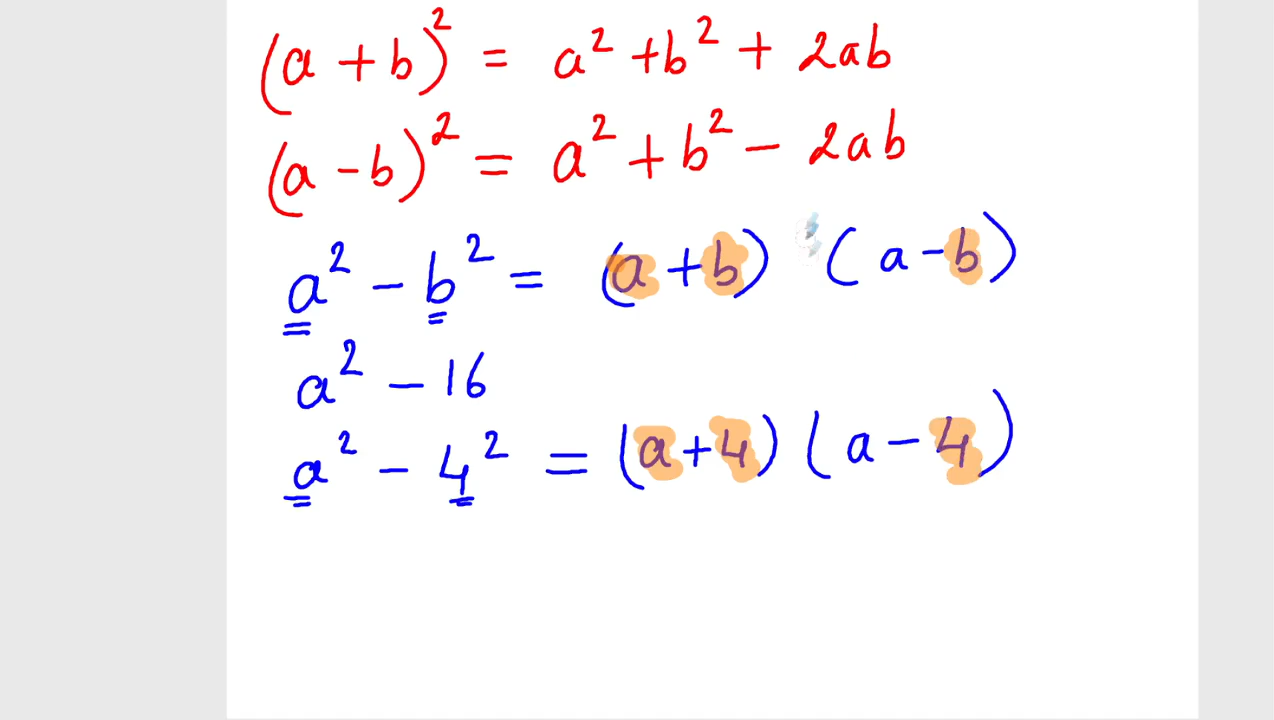 (a + b)² = a² + b² + 2ab
(a - b)² = a² + b² - 2ab
a² - b² = (a + b) (a - b)
a² - 16
a² - 4² = (a + 4) (a - 4)